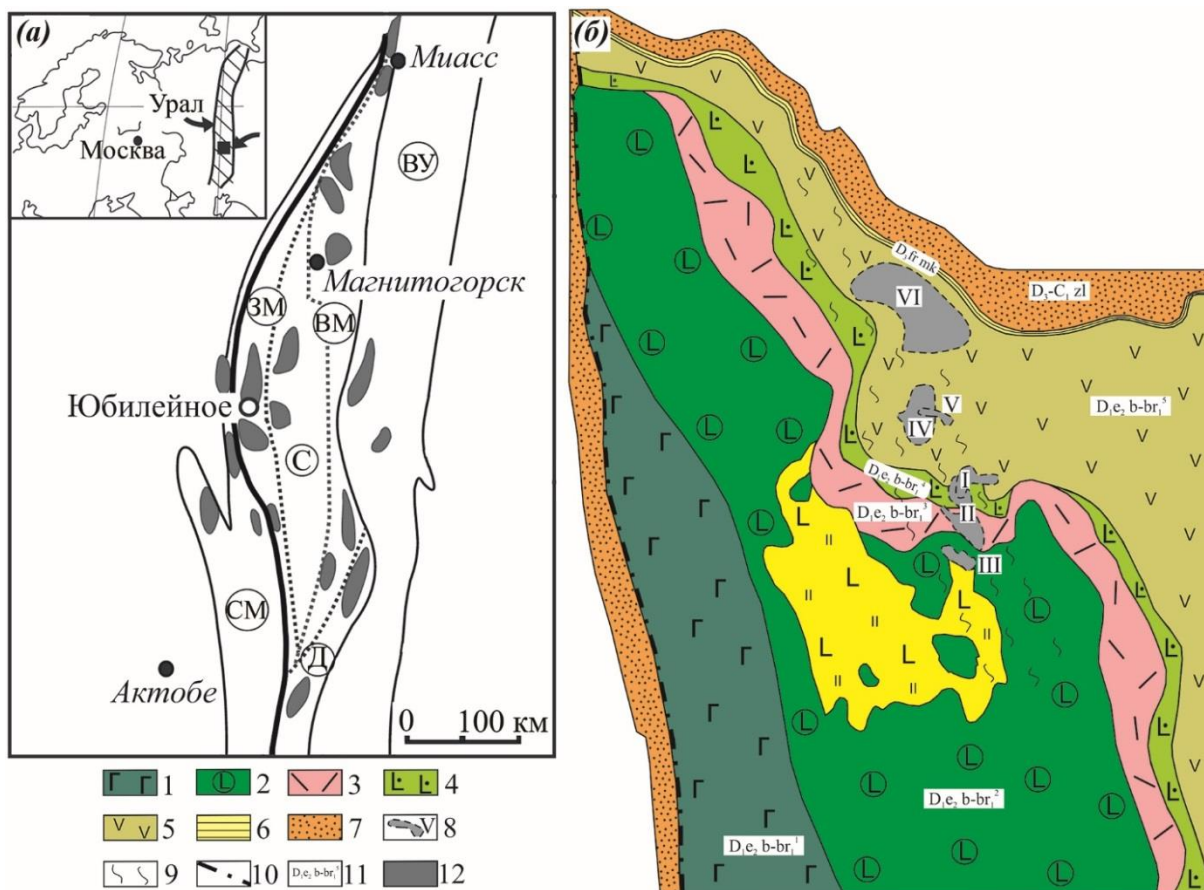 (а)
Урал
Москва
Миасс
ВУ
Магнитогорск
ЗМ
ВМ
Юбилейное
С
СМ
Д
Актобе
0 100 км
(б)
D₃fr mk
VI
D₃-C₁ zl
V
IV
D₁e₂ b-br₁⁵
I
D₁e₂ b-br₁⁴
II
D₁e₂ b-br₁³
III
D₁e₂ b-br₁²
D₁e₂ b-br₁¹
Г Г 1 L 2 3 L L 4
V V 5 6 7 V 8
9 10 D₁e₂ b-br₁⁵ 11 12